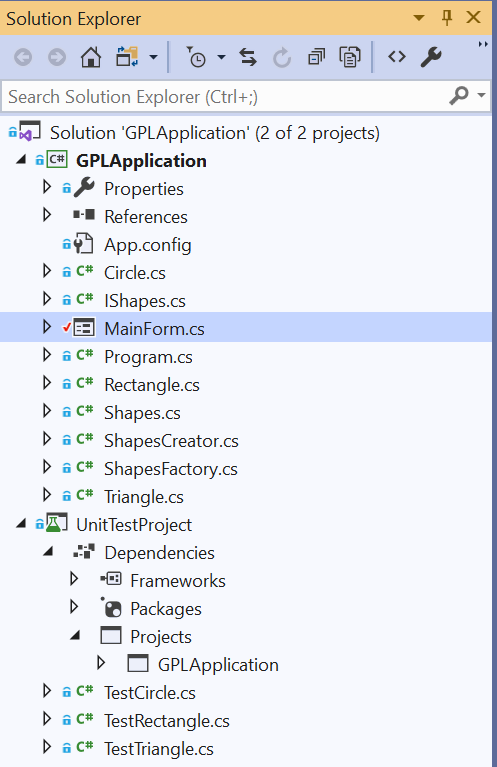 Solution Explorer
Search Solution Explorer (Ctrl+;)
Solution 'GPLApplication' (2 of 2 projects)
C# GPLApplication
Properties
References
App.config
C# Circle.cs
C# IShapes.cs
MainForm.cs
C# Program.cs
C# Rectangle.cs
C# Shapes.cs
C# ShapesCreator.cs
C# ShapesFactory.cs
C# Triangle.cs
UnitTestProject
Dependencies
Frameworks
Packages
Projects
GPLApplication
C# TestCircle.cs
C# TestRectangle.cs
C# TestTriangle.cs